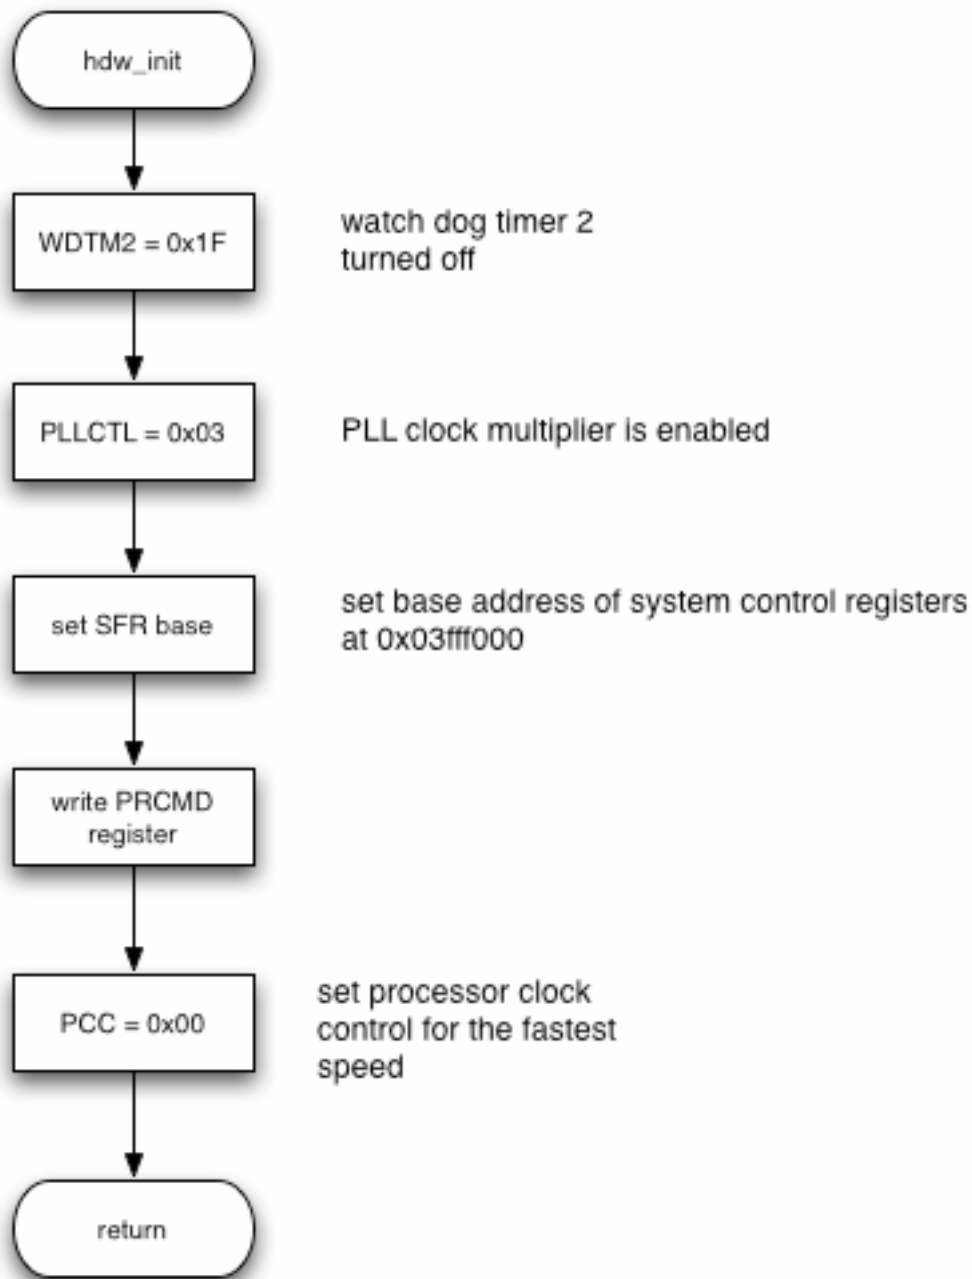 hdw_init
WDTM2 = 0x1F
watch dog timer 2
turned off
PLLCTL = 0x03
PLL clock multiplier is enabled
set SFR base
set base address of system control registers
at 0x03fff000
write PRCMD
register
PCC = 0x00
set processor clock
control for the fastest
speed
return